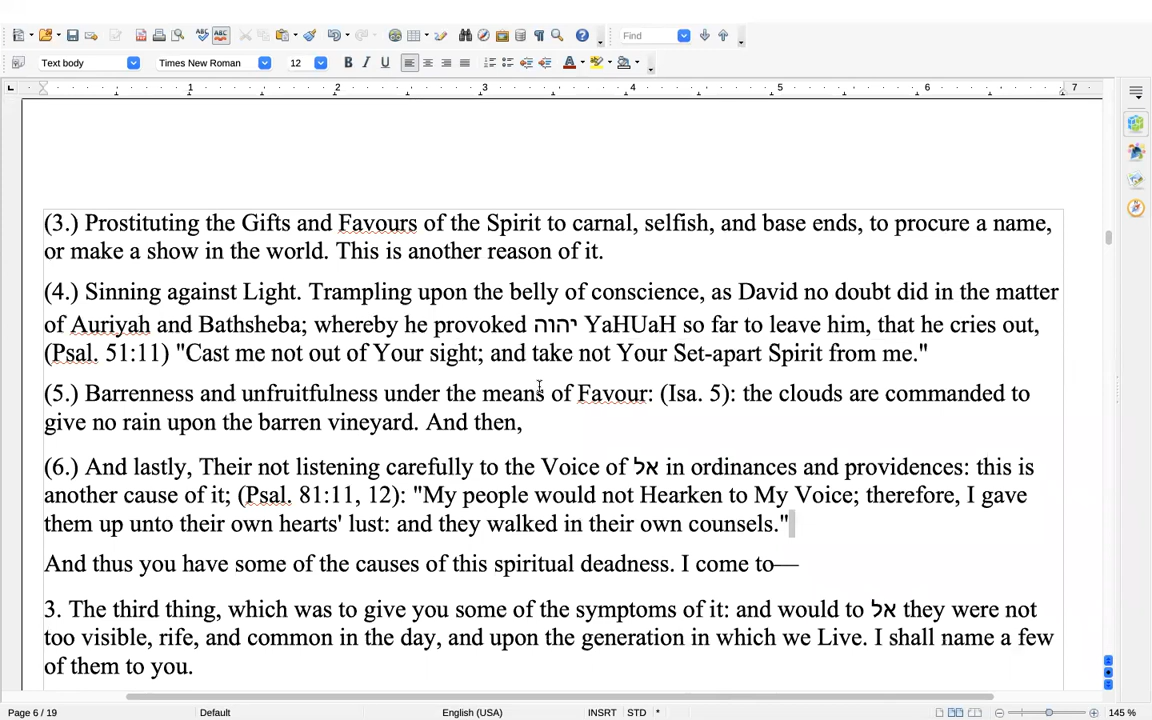 Find
Text body
Times New Roman
12
B I U
1 1 2 3 4 5 6 7
(3.) Prostituting the Gifts and Favours of the Spirit to carnal, selfish, and base ends, to procure a name,
or make a show in the world. This is another reason of it.
(4.) Sinning against Light. Trampling upon the belly of conscience, as David no doubt did in the matter
of Auriyah and Bathsheba; whereby he provoked יהוה YaHUaH so far to leave him, that he cries out,
(Psal. 51:11) "Cast me not out of Your sight; and take not Your Set-apart Spirit from me."
(5.) Barrenness and unfruitfulness under the means of Favour: (Isa. 5): the clouds are commanded to
give no rain upon the barren vineyard. And then,
(6.) And lastly, Their not listening carefully to the Voice of אל in ordinances and providences: this is
another cause of it; (Psal. 81:11, 12): "My people would not Hearken to My Voice; therefore, I gave
them up unto their own hearts' lust: and they walked in their own counsels."
And thus you have some of the causes of this spiritual deadness. I come to—
3. The third thing, which was to give you some of the symptoms of it: and would to אל they were not
too visible, rife, and common in the day, and upon the generation in which we Live. I shall name a few
of them to you.
Page 6 / 19
Default
English (USA)
INSRT
STD
*
145 %